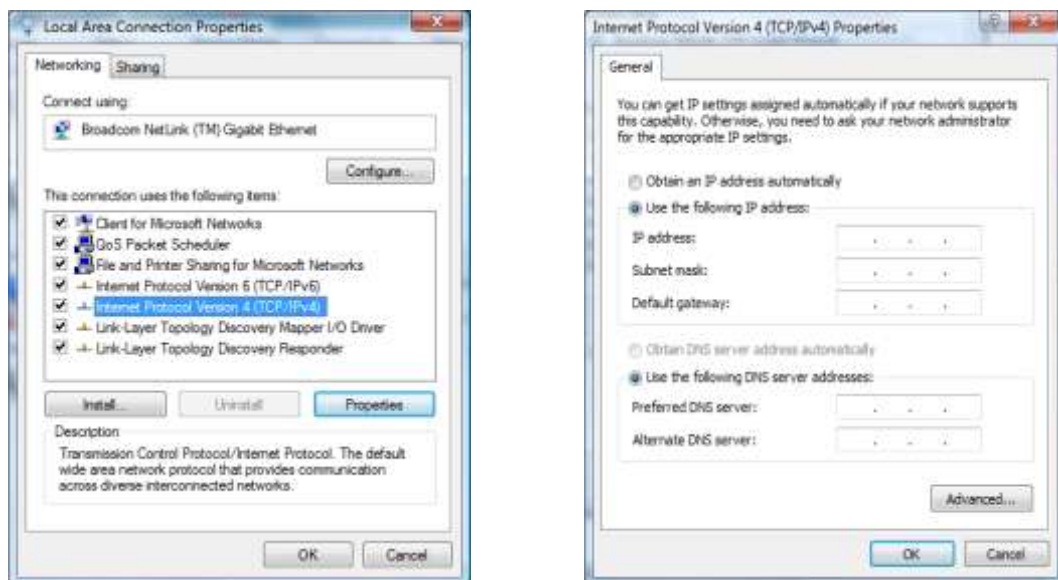 Local Area Connection Properties
Networking
Sharing
Connect using:
Broadcom NetLink (TM) Gigabit Ethernet
Configure...
This connection uses the following items:
Client for Microsoft Networks
QoS Packet Scheduler
File and Printer Sharing for Microsoft Networks
Internet Protocol Version 6 (TCP/IPv6)
Internet Protocol Version 4 (TCP/IPv4)
Link-Layer Topology Discovery Mapper I/O Driver
Link-Layer Topology Discovery Responder
Install...
Uninstall
Properties
Description
Transmission Control Protocol/Internet Protocol. The default
wide area network protocol that provides communication
across diverse interconnected networks.
OK
Cancel
Internet Protocol Version 4 (TCP/IPv4) Properties
General
You can get IP settings assigned automatically if your network supports
this capability. Otherwise, you need to ask your network administrator
for the appropriate IP settings.
Obtain an IP address automatically
Use the following IP address:
IP address:
Subnet mask:
Default gateway:
Obtain DNS server address automatically
Use the following DNS server addresses:
Preferred DNS server:
Alternate DNS server:
Advanced...
OK
Cancel